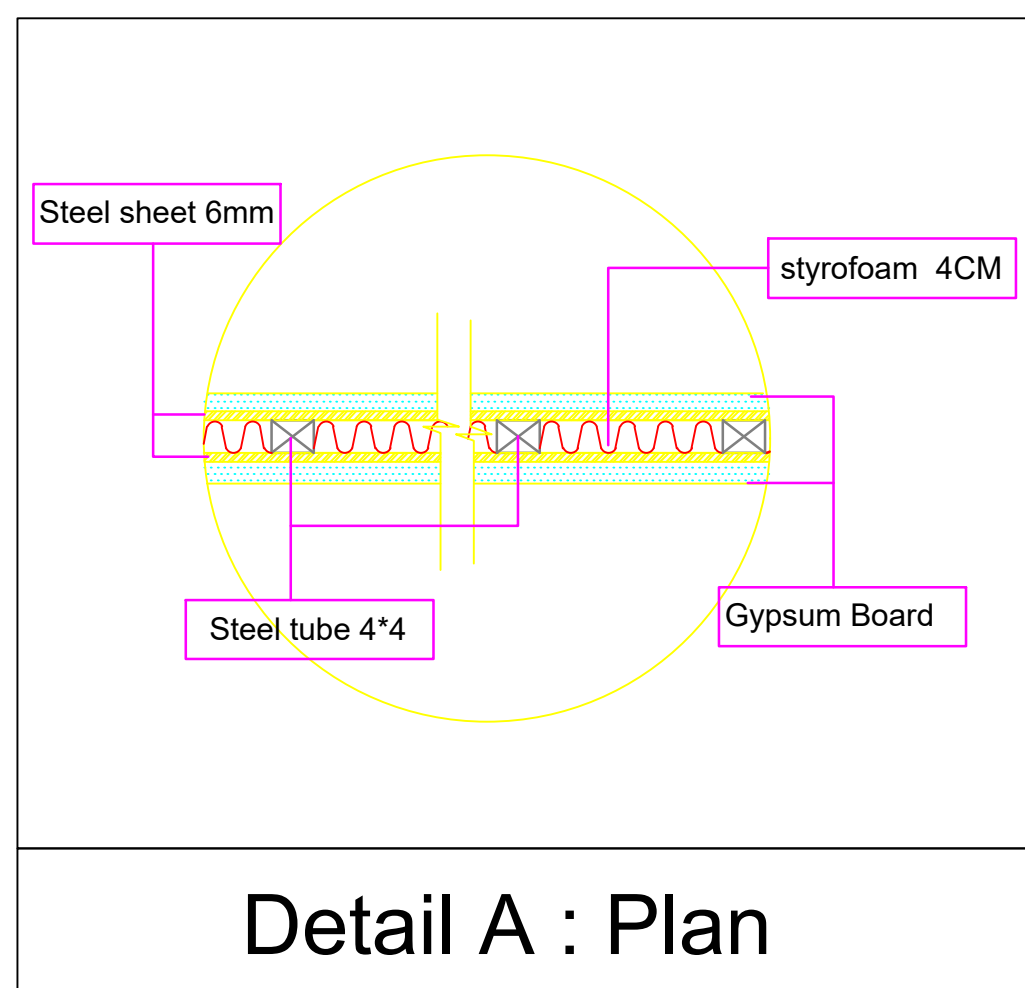 Steel sheet 6mm
styrofoam  4CM
Steel tube 4*4
Gypsum Board
Detail A : Plan